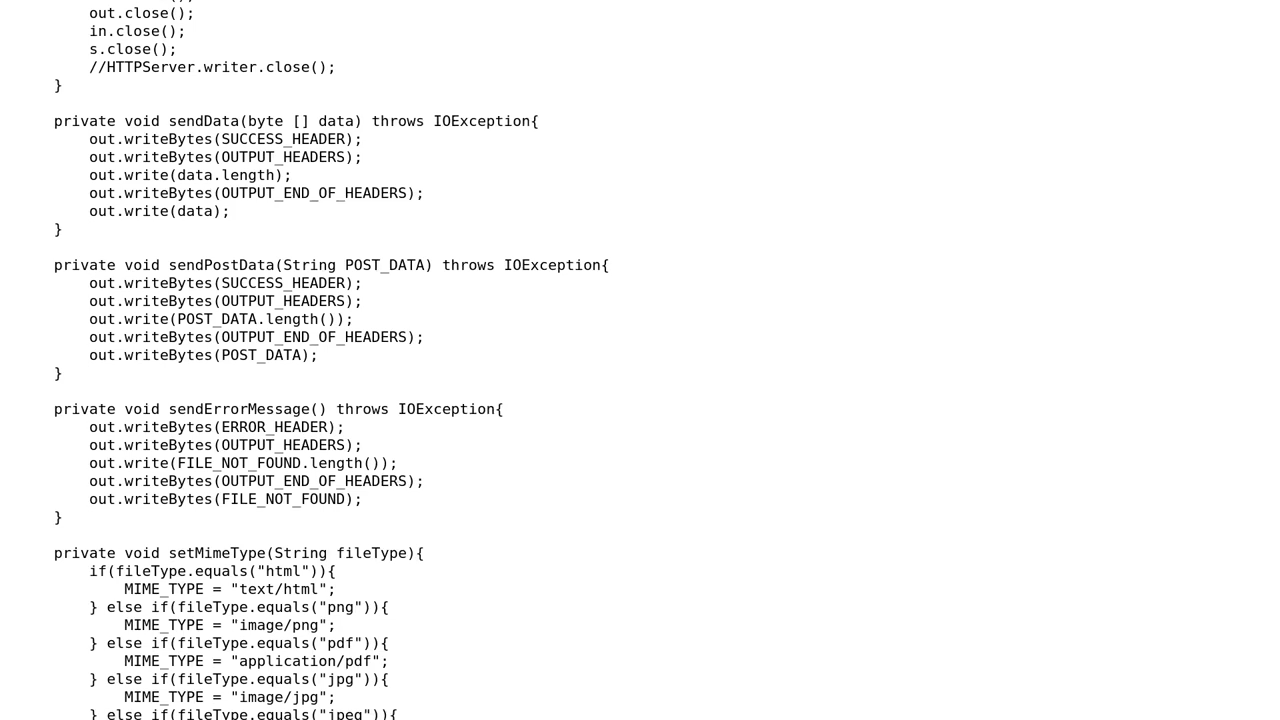 out.close();
in.close();
s.close();
//HTTPServer.writer.close();
}
private void sendData(byte [] data) throws IOException{
out.writeBytes(SUCCESS_HEADER);
out.writeBytes(OUTPUT_HEADERS);
out.write(data.length);
out.writeBytes(OUTPUT_END_OF_HEADERS);
out.write(data);
}
private void sendPostData(String POST_DATA) throws IOException{
out.writeBytes(SUCCESS_HEADER);
out.writeBytes(OUTPUT_HEADERS);
out.write(POST_DATA.length());
out.writeBytes(OUTPUT_END_OF_HEADERS);
out.writeBytes(POST_DATA);
}
private void sendErrorMessage() throws IOException{
out.writeBytes(ERROR_HEADER);
out.writeBytes(OUTPUT_HEADERS);
out.write(FILE_NOT_FOUND.length());
out.writeBytes(OUTPUT_END_OF_HEADERS);
out.writeBytes(FILE_NOT_FOUND);
}
private void setMimeType(String fileType){
if(fileType.equals("html")){
MIME_TYPE = "text/html";
} else if(fileType.equals("png")){
MIME_TYPE = "image/png";
} else if(fileType.equals("pdf")){
MIME_TYPE = "application/pdf";
} else if(fileType.equals("jpg")){
MIME_TYPE = "image/jpg";
} else if(fileType.equals("jpeg")){